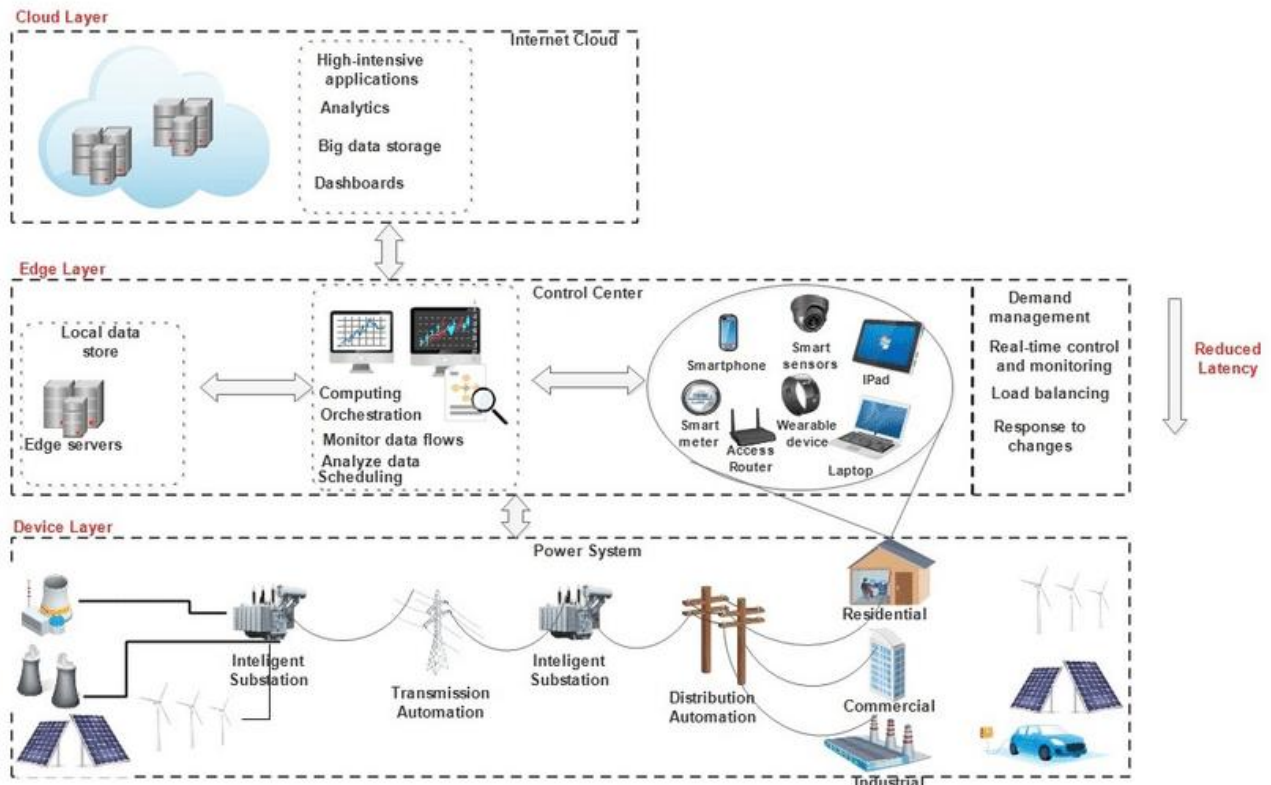 Cloud Layer
Internet Cloud
High-intensive
applications
Analytics
Big data storage
Dashboards
Edge Layer
Control Center
Local data
store
Edge servers
Computing
Orchestration
Monitor data flows
Analyze data
Scheduling
Smartphone
Smart
sensors
IPad
Smart
meter
Access
Router
Wearable
device
Laptop
Demand
management
Real-time control
and monitoring
Load balancing
Response to
changes
Reduced
Latency
Device Layer
Power System
Inteligent
Substation
Transmission
Automation
Inteligent
Substation
Distribution
Automation
Residential
Commercial
Industrial